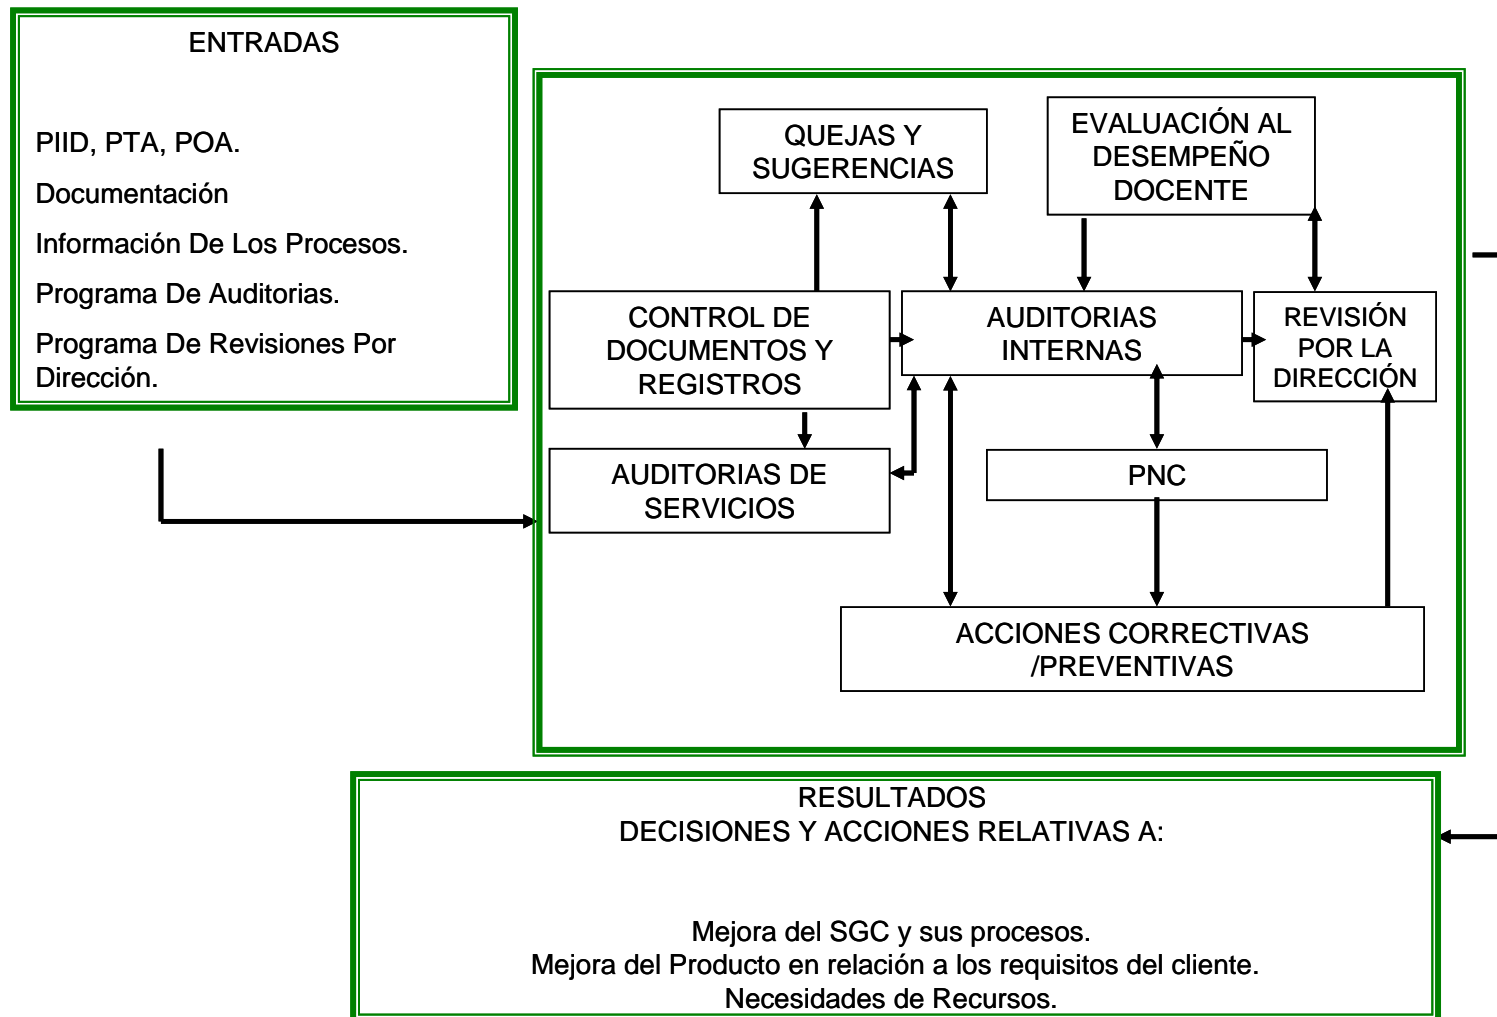 ENTRADAS
PIID, PTA, POA.
Documentación
Información De Los Procesos.
Programa De Auditorias.
Programa De Revisiones Por
Dirección.
QUEJAS Y
SUGERENCIAS
EVALUACIÓN AL
DESEMPEÑO
DOCENTE
CONTROL DE
DOCUMENTOS Y
REGISTROS
AUDITORIAS
INTERNAS
REVISIÓN
POR LA
DIRECCIÓN
AUDITORIAS DE
SERVICIOS
PNC
ACCIONES CORRECTIVAS
/PREVENTIVAS
RESULTADOS
DECISIONES Y ACCIONES RELATIVAS A:
Mejora del SGC y sus procesos.
Mejora del Producto en relación a los requisitos del cliente.
Necesidades de Recursos.